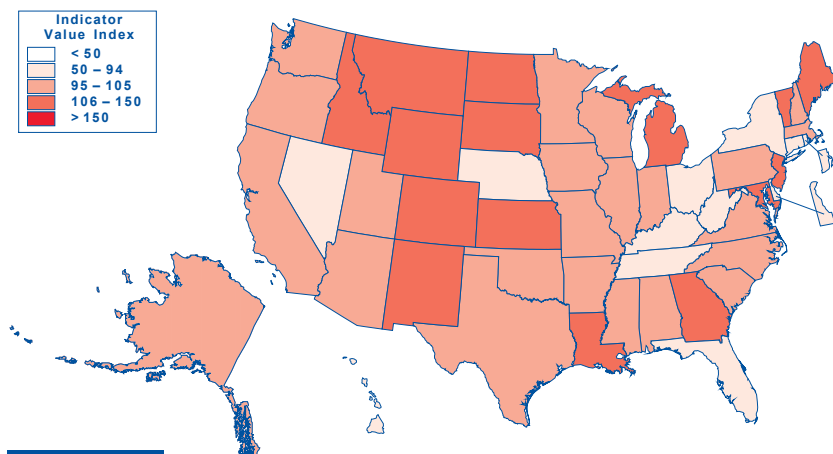 Indicator
Value Index
< 50
50 – 94
95 – 105
106 – 150
> 150